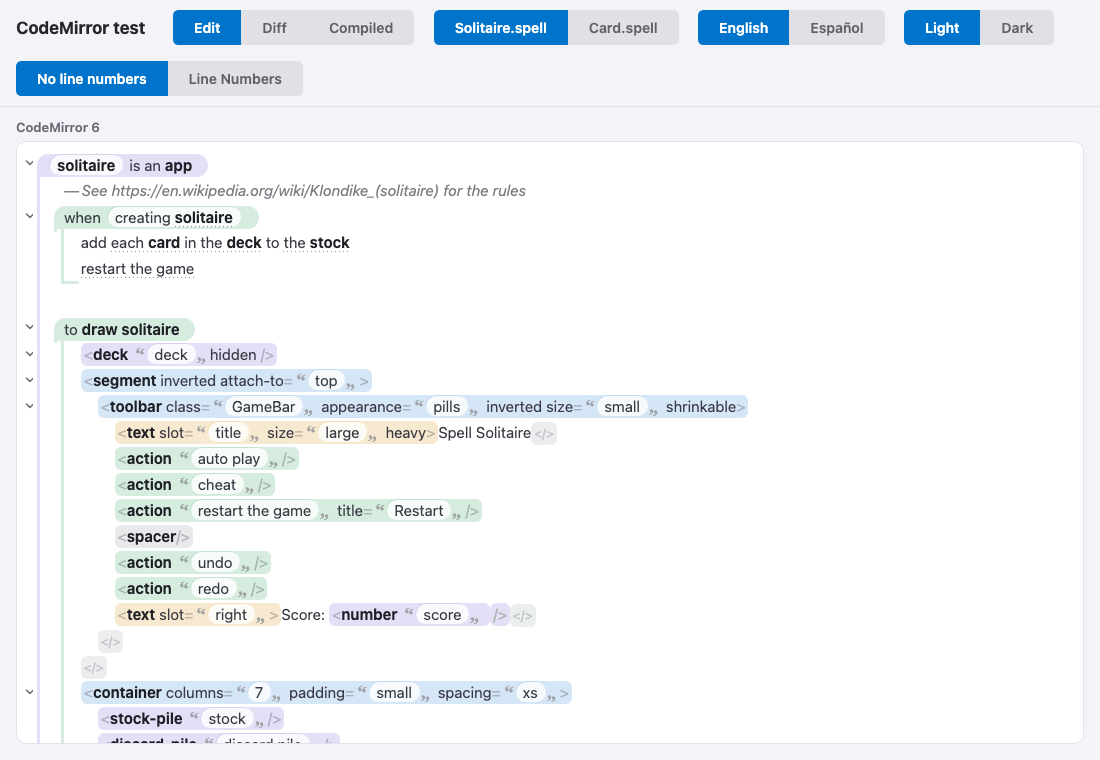 CodeMirror test Edit Diff Compiled Solitaire.spell Card.spell English Español Light Dark
No line numbers Line Numbers
CodeMirror 6
solitaire is an app
— See https://en.wikipedia.org/wiki/Klondike_(solitaire) for the rules
when creating solitaire
add each card in the deck to the stock
restart the game
to draw solitaire
<deck “ deck „ hidden />
<segment inverted attach-to= “ top „ >
<toolbar class= “ GameBar „ appearance= “ pills „ inverted size= “ small „ shrinkable>
<text slot= “ title „ size= “ large „ heavy> Spell Solitaire </>
<action “ auto play „ />
<action “ cheat „ />
<action “ restart the game „ title= “ Restart „ />
<spacer/>
<action “ undo „ />
<action “ redo „ />
<text slot= “ right „ > Score: <number “ score „ /> </>
</>
</>
<container columns= “ 7 „ padding= “ small „ spacing= “ xs „ >
<stock-pile “ stock „ />
<discard-pile “ discard pile „ />